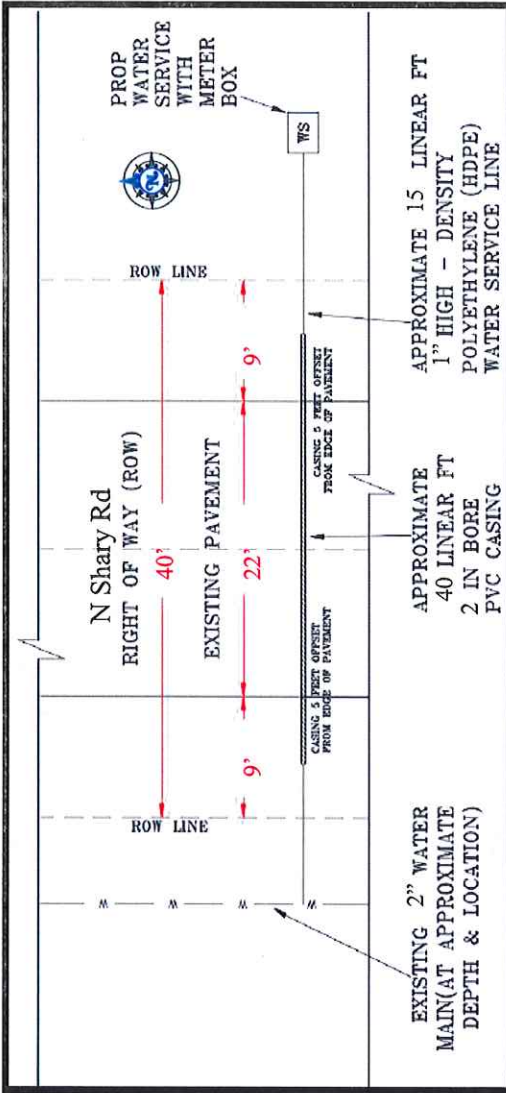 N Shary Rd
RIGHT OF WAY (ROW)
40'
EXISTING PAVEMENT
22'
9'
9'
ROW LINE
ROW LINE
PROP
WATER
SERVICE
WITH
METER
BOX
N
WS
W W W W
CASING 5 FEET OFFSET
FROM EDGE OF PAVEMENT
CASING 5 FEET OFFSET
FROM EDGE OF PAVEMENT
EXISTING 2" WATER
MAIN(AT APPROXIMATE
DEPTH & LOCATION)
APPROXIMATE
40 LINEAR FT
2 IN BORE
PVC CASING
APPROXIMATE 15 LINEAR FT
1" HIGH - DENSITY
POLYETHYLENE (HDPE)
WATER SERVICE LINE